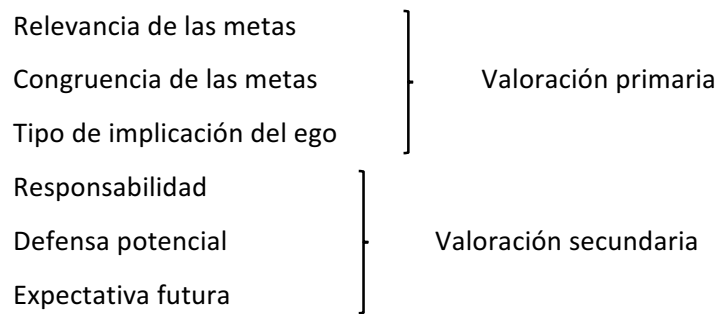 Relevancia de las metas
Congruencia de las metas
Valoración primaria
Tipo de implicación del ego
Responsabilidad
Defensa potencial
Valoración secundaria
Expectativa futura